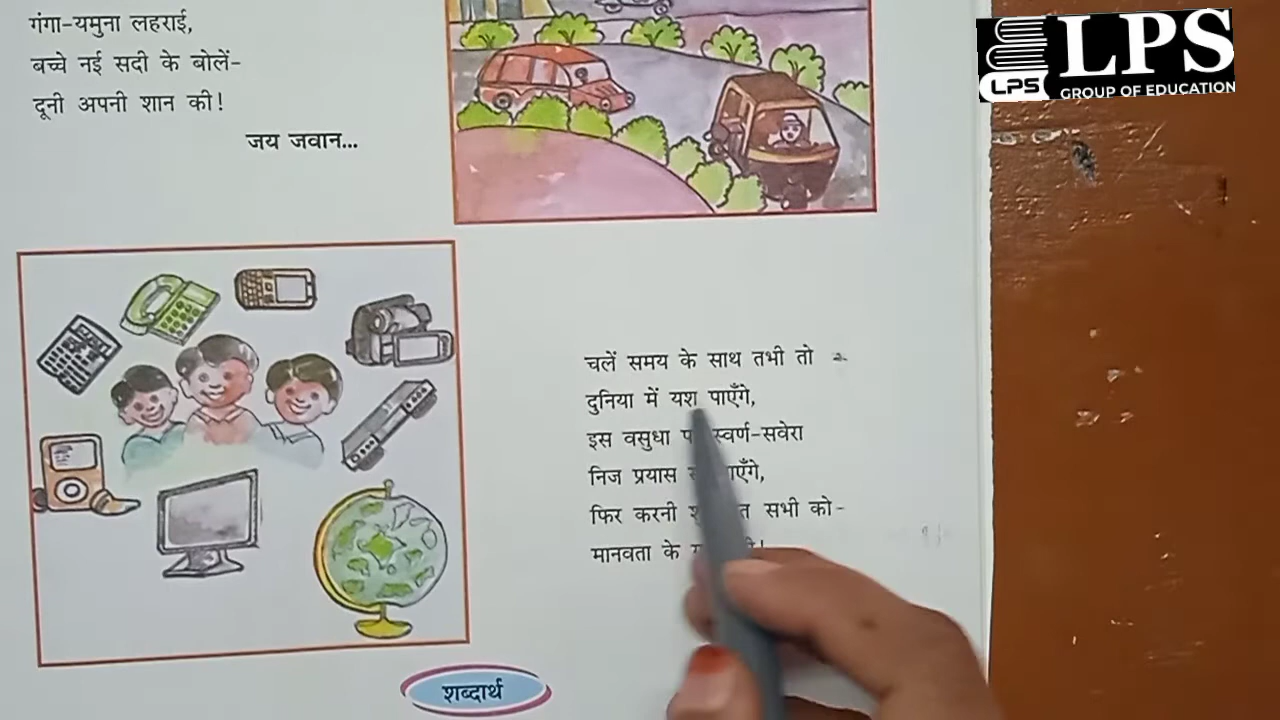 गंगा-यमुना लहराई,
बच्चे नई सदी के बोलें-
दूनी अपनी शान की!
जय जवान...
LPS
LPS
GROUP OF EDUCATION
चलें समय के साथ तभी तो
दुनिया में यश पाएँगे,
इस वसुधा स्वर्ण-सवेरा
निज प्रयास
फिर करनी सभी को-
मानवता के
शब्दार्थ